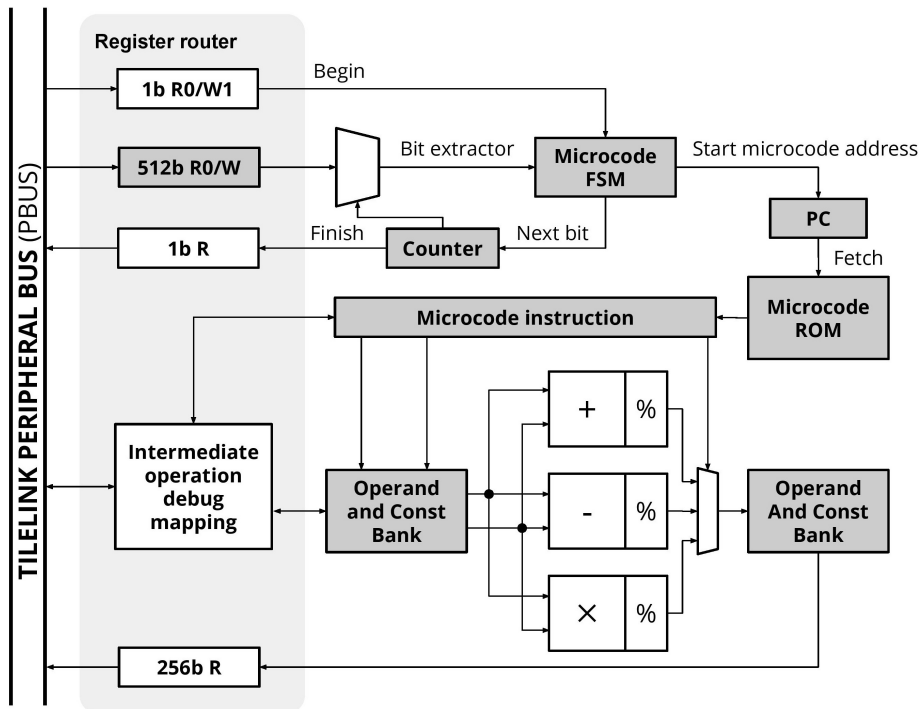 TILELINK PERIPHERAL BUS (PBUS)
Register router
1b R0/W1
Begin
512b R0/W
Bit extractor
Microcode
FSM
Start microcode address
PC
1b R
Finish
Counter
Next bit
Fetch
Microcode instruction
Microcode
ROM
+ %
Intermediate
operation
debug
mapping
Operand
and Const
Bank
- %
Operand
And Const
Bank
× %
256b R